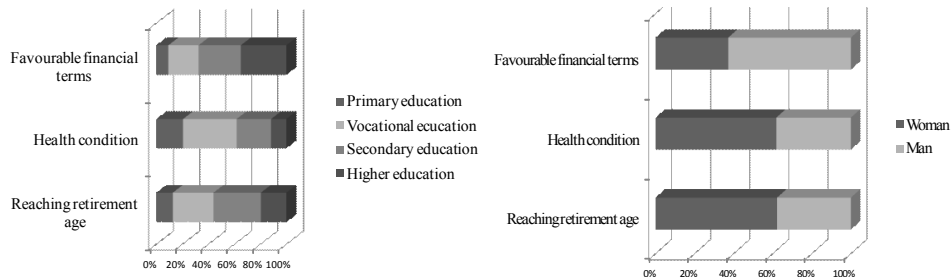 Favourable financial
terms
Health condition
Reaching retirement
age
0% 20% 40% 60% 80% 100%
Primary education
Vocational ecucation
Secondary education
Higher education
Favourable financial terms
Health condition
Reaching retirement age
0% 20% 40% 60% 80% 100%
Woman
Man